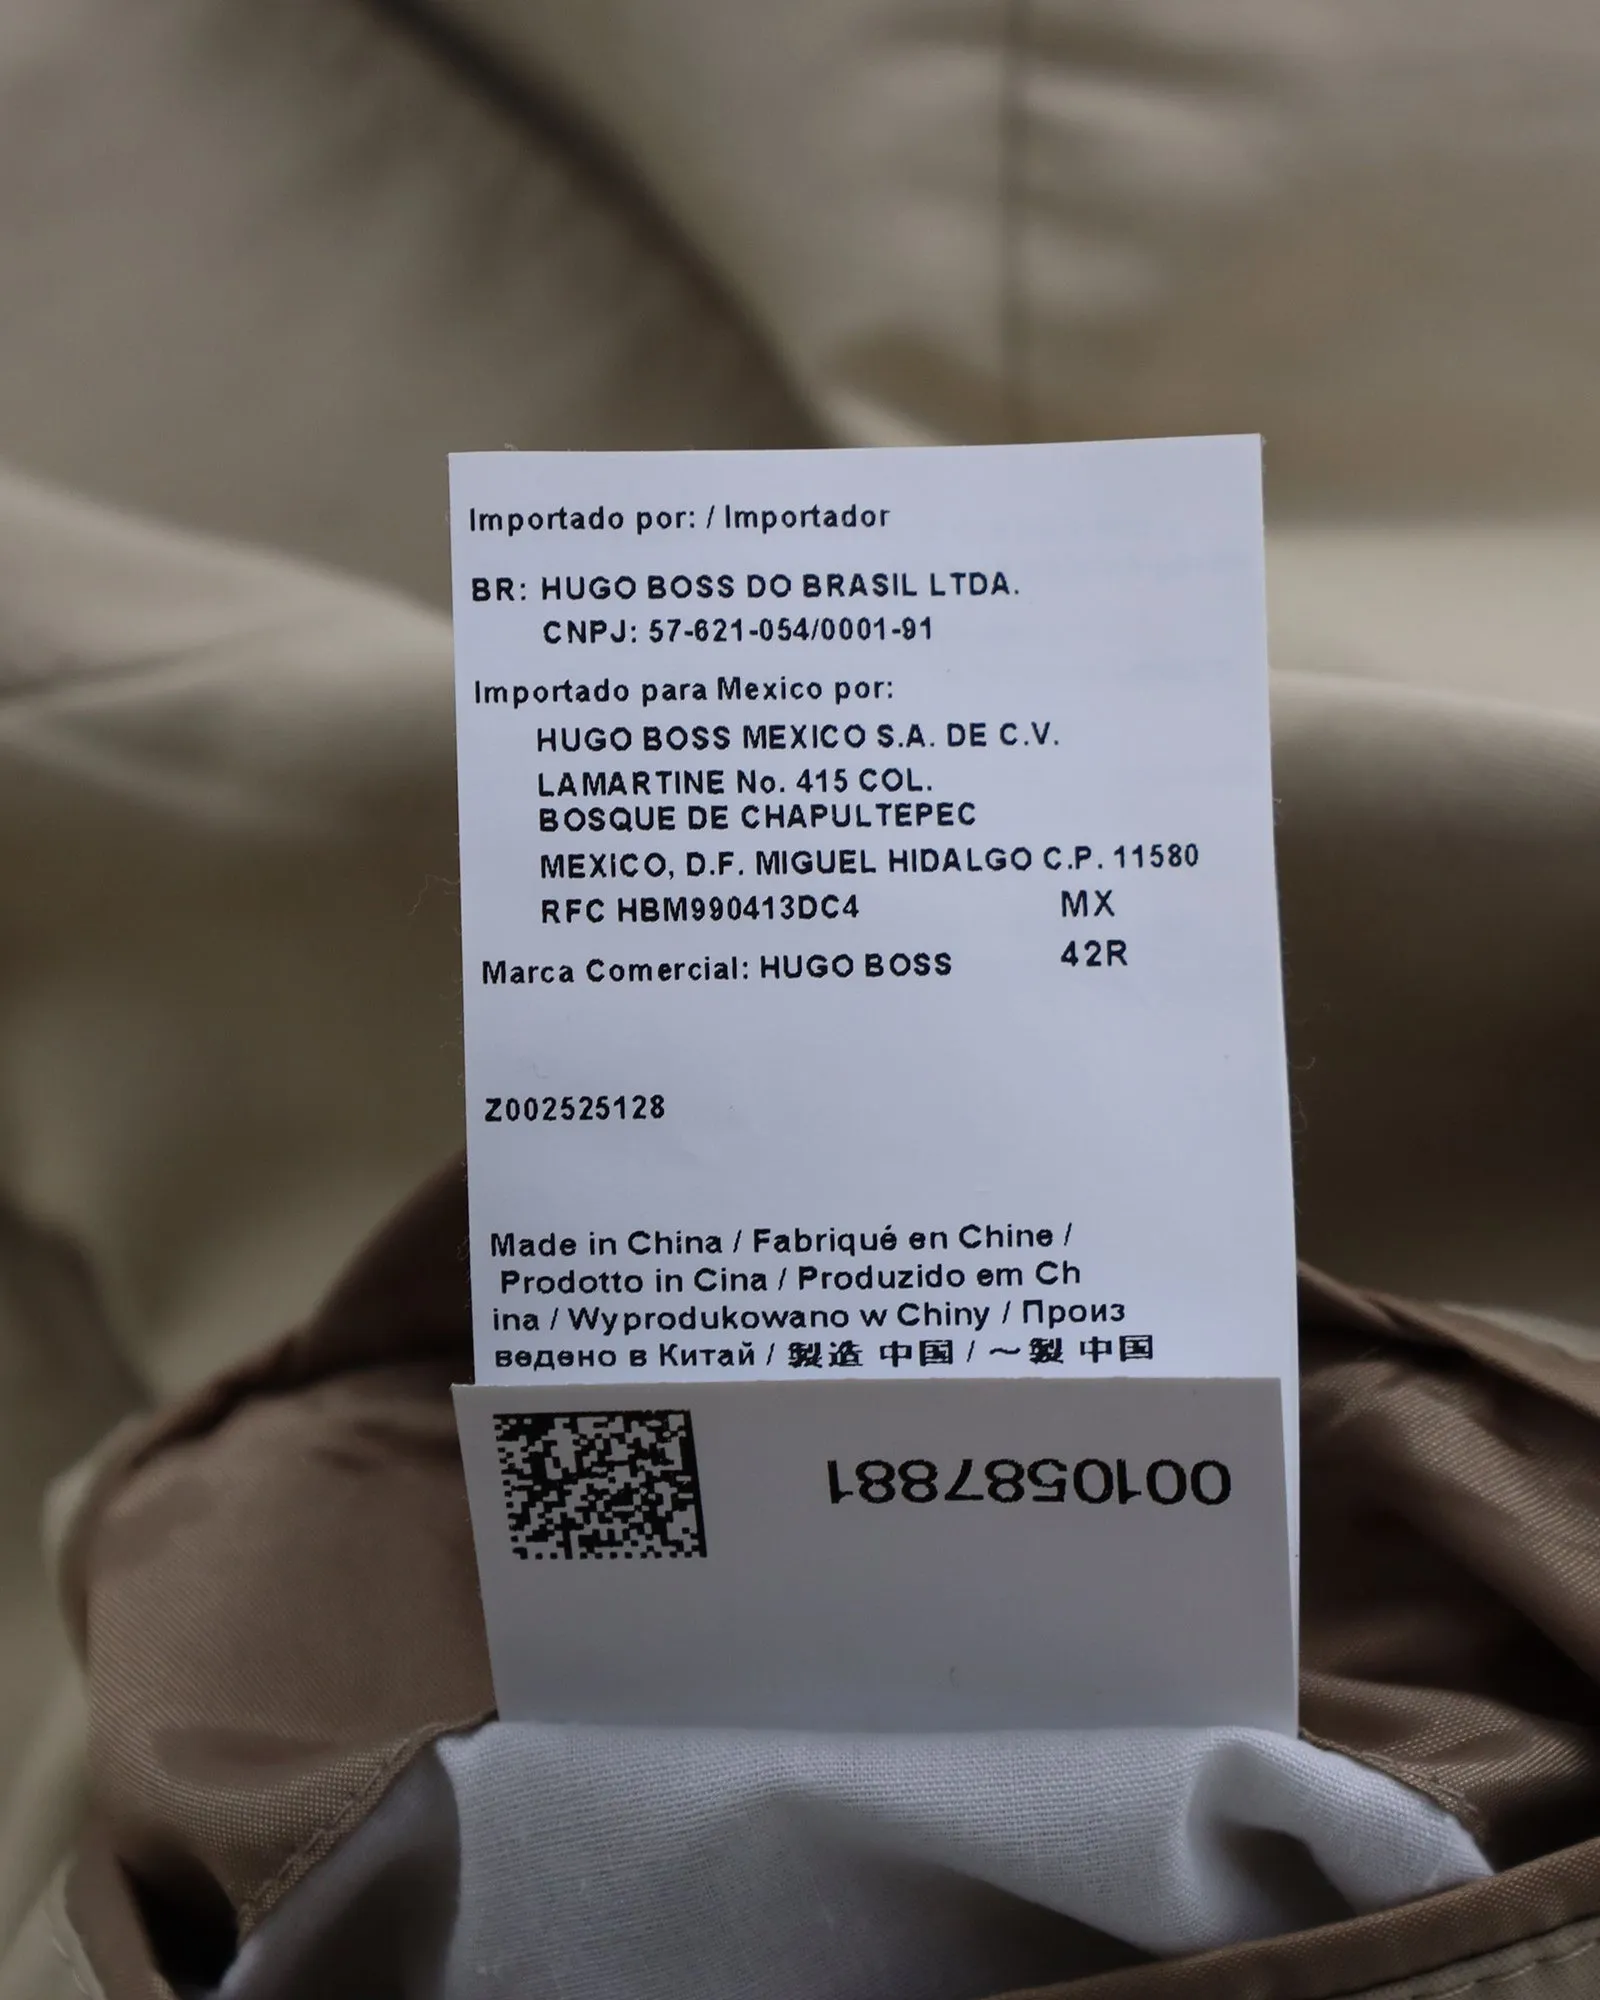 Importado por: / Importador
BR: HUGO BOSS DO BRASIL LTDA.
CNPJ: 57-621-054/0001-91
Importado para Mexico por:
HUGO BOSS MEXICO S.A. DE C.V.
LAMARTINE No. 415 COL.
BOSQUE DE CHAPULTEPEC
MEXICO, D.F. MIGUEL HIDALGO C.P. 11580
RFC HBM990413DC4 MX
Marca Comercial: HUGO BOSS 42R
Z002525128
Made in China / Fabriqué en Chine /
Prodotto in Cina / Produzido em Ch
ina / Wyprodukowano w Chiny / Произ
ведено в Китай / 製造 中国 / ～製 中国
0010587881